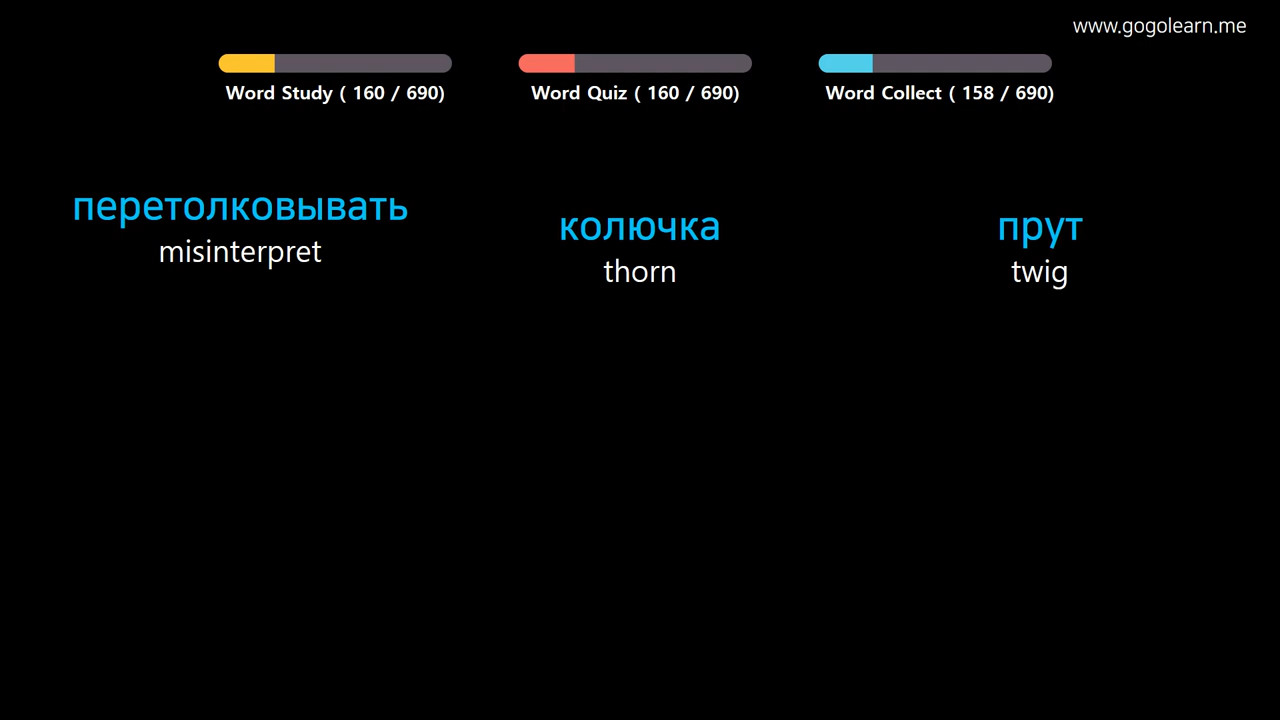 www.gogolearn.me
Word Study ( 160 / 690)
Word Quiz ( 160 / 690)
Word Collect ( 158 / 690)
перетолковывать
misinterpret
колючка
thorn
прут
twig